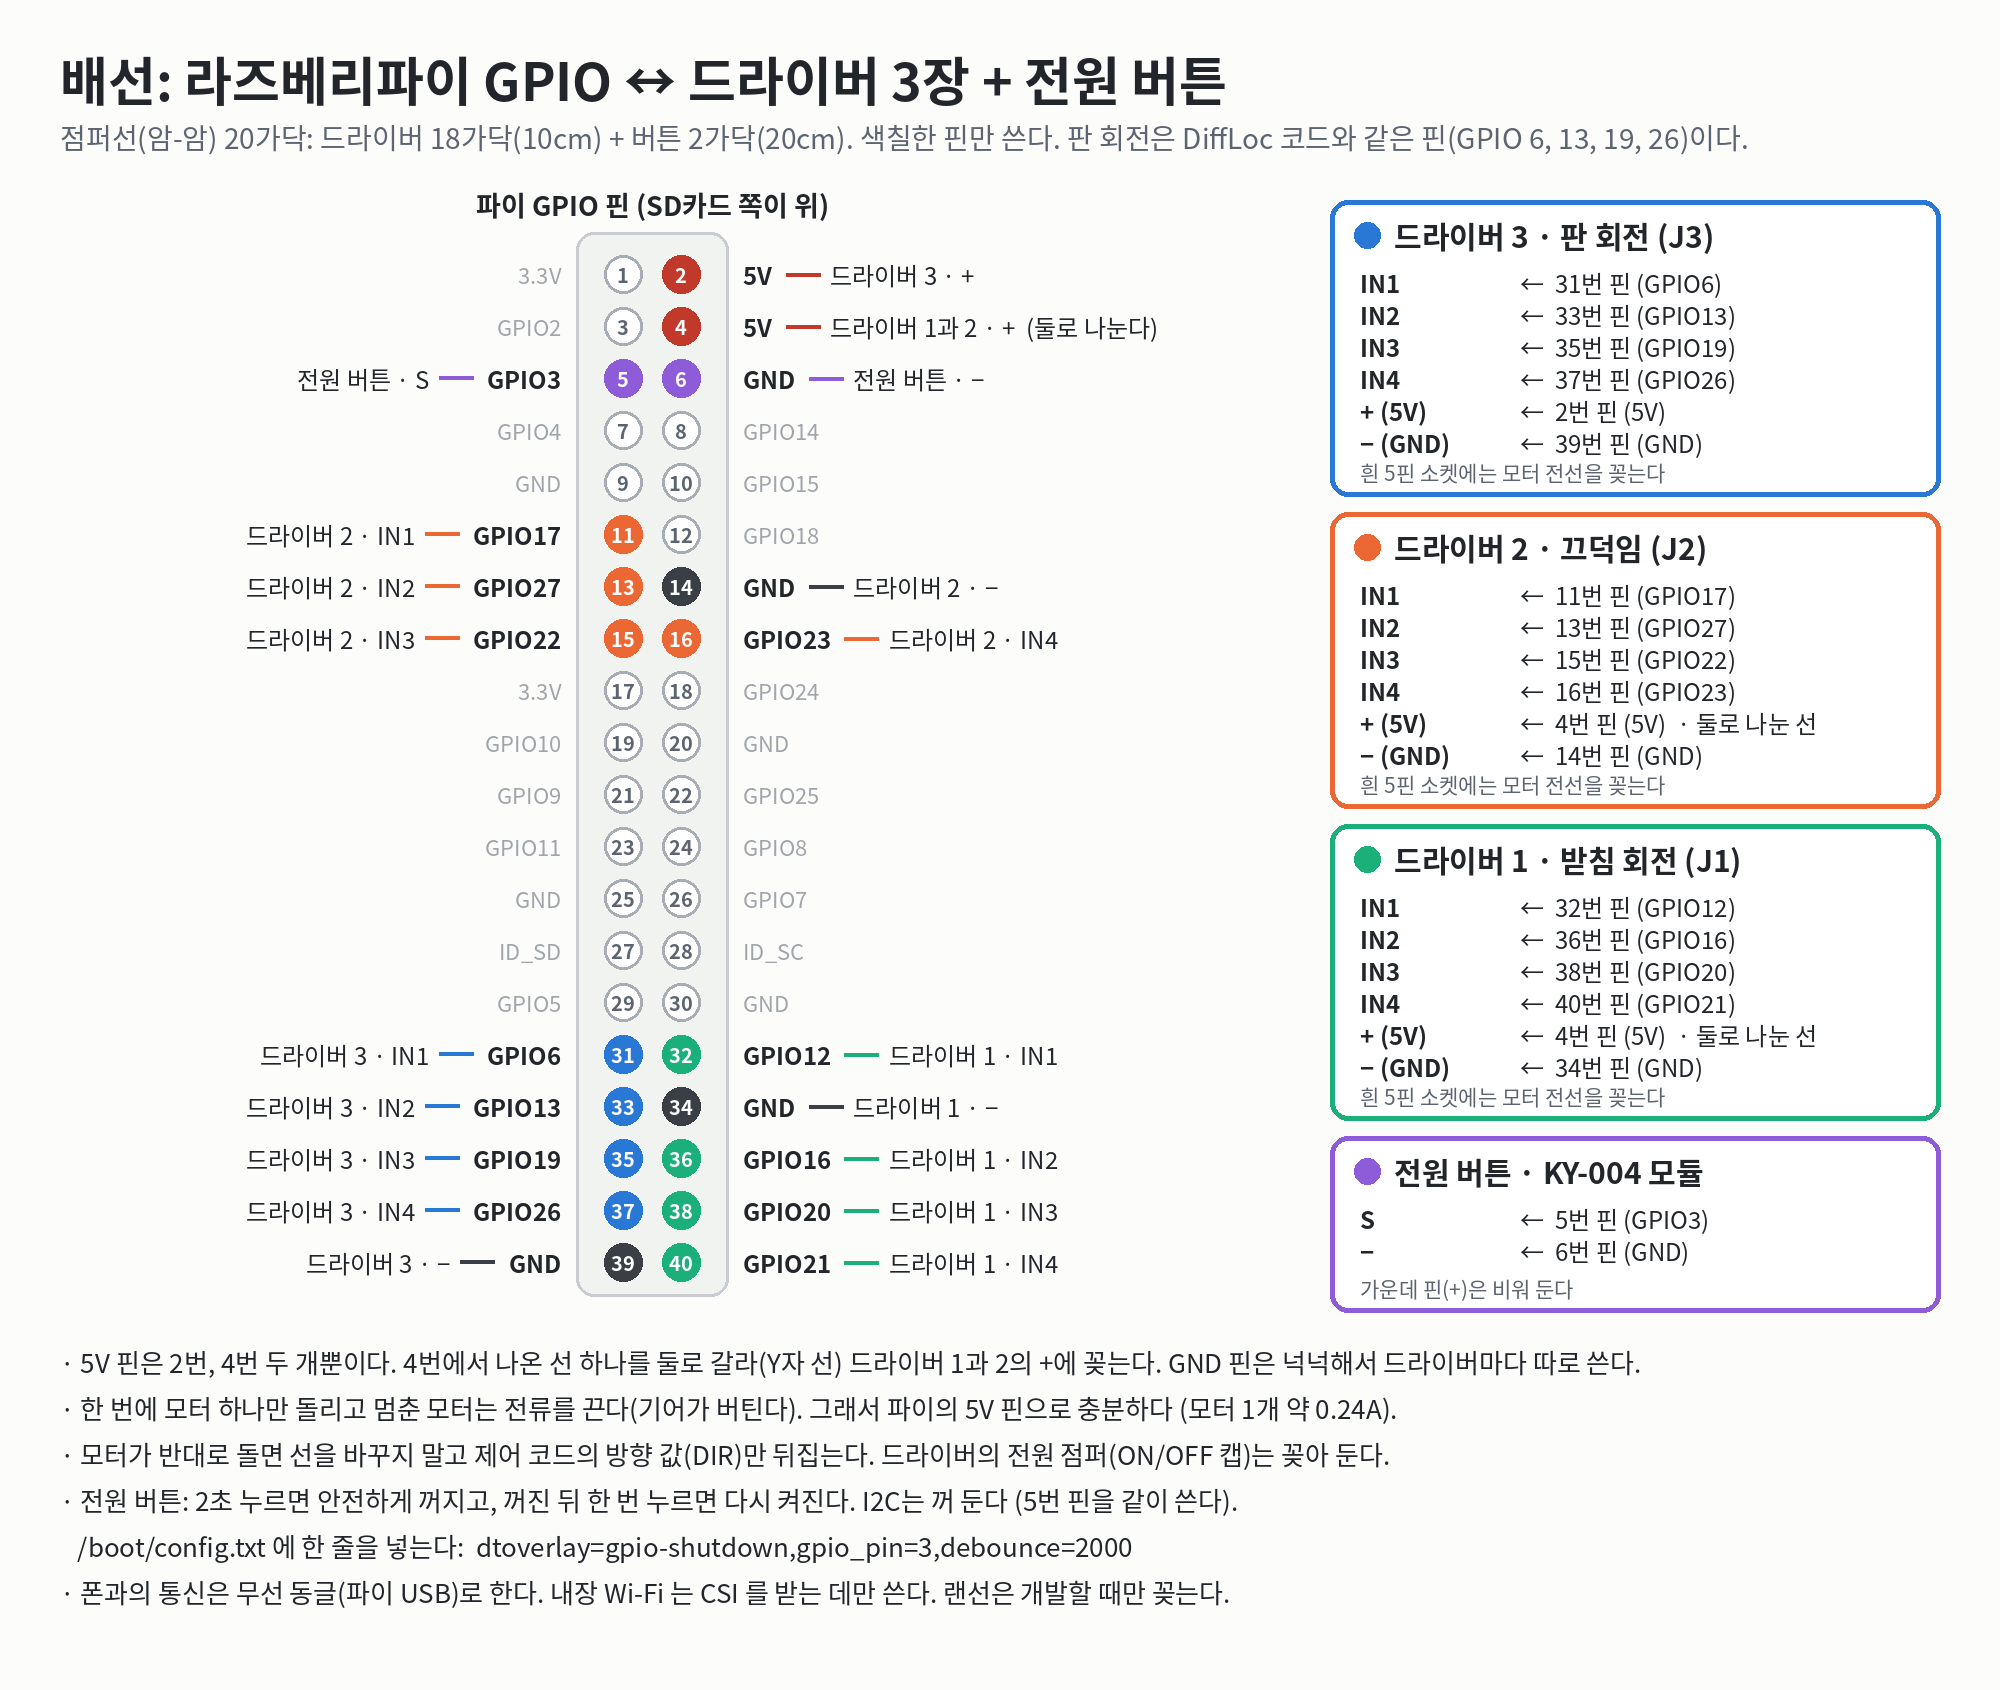 배선: 라즈베리파이 GPIO ↔ 드라이버 3장 + 전원 버튼
점퍼선(암-암) 20가닥: 드라이버 18가닥(10cm) + 버튼 2가닥(20cm). 색칠한 핀만 쓴다. 판 회전은 DiffLoc 코드와 같은 핀(GPIO 6, 13, 19, 26)이다.
파이 GPIO 핀 (SD카드 쪽이 위)
3.3V 1 2 5V 드라이버 3 · +
GPIO2 3 4 5V 드라이버 1과 2 · + (둘로 나눈다)
전원 버튼 · S GPIO3 5 6 GND 전원 버튼 · −
GPIO4 7 8 GPIO14
GND 9 10 GPIO15
드라이버 2 · IN1 GPIO17 11 12 GPIO18
드라이버 2 · IN2 GPIO27 13 14 GND 드라이버 2 · −
드라이버 2 · IN3 GPIO22 15 16 GPIO23 드라이버 2 · IN4
3.3V 17 18 GPIO24
GPIO10 19 20 GND
GPIO9 21 22 GPIO25
GPIO11 23 24 GPIO8
GND 25 26 GPIO7
ID_SD 27 28 ID_SC
GPIO5 29 30 GND
드라이버 3 · IN1 GPIO6 31 32 GPIO12 드라이버 1 · IN1
드라이버 3 · IN2 GPIO13 33 34 GND 드라이버 1 · −
드라이버 3 · IN3 GPIO19 35 36 GPIO16 드라이버 1 · IN2
드라이버 3 · IN4 GPIO26 37 38 GPIO20 드라이버 1 · IN3
드라이버 3 · − GND 39 40 GPIO21 드라이버 1 · IN4
드라이버 3 · 판 회전 (J3)
IN1 ← 31번 핀 (GPIO6)
IN2 ← 33번 핀 (GPIO13)
IN3 ← 35번 핀 (GPIO19)
IN4 ← 37번 핀 (GPIO26)
+ (5V) ← 2번 핀 (5V)
− (GND) ← 39번 핀 (GND)
흰 5핀 소켓에는 모터 전선을 꽂는다
드라이버 2 · 끄덕임 (J2)
IN1 ← 11번 핀 (GPIO17)
IN2 ← 13번 핀 (GPIO27)
IN3 ← 15번 핀 (GPIO22)
IN4 ← 16번 핀 (GPIO23)
+ (5V) ← 4번 핀 (5V) · 둘로 나눈 선
− (GND) ← 14번 핀 (GND)
흰 5핀 소켓에는 모터 전선을 꽂는다
드라이버 1 · 받침 회전 (J1)
IN1 ← 32번 핀 (GPIO12)
IN2 ← 36번 핀 (GPIO16)
IN3 ← 38번 핀 (GPIO20)
IN4 ← 40번 핀 (GPIO21)
+ (5V) ← 4번 핀 (5V) · 둘로 나눈 선
− (GND) ← 34번 핀 (GND)
흰 5핀 소켓에는 모터 전선을 꽂는다
전원 버튼 · KY-004 모듈
S ← 5번 핀 (GPIO3)
− ← 6번 핀 (GND)
가운데 핀(+)은 비워 둔다
· 5V 핀은 2번, 4번 두 개뿐이다. 4번에서 나온 선 하나를 둘로 갈라(Y자 선) 드라이버 1과 2의 +에 꽂는다. GND 핀은 넉넉해서 드라이버마다 따로 쓴다.
· 한 번에 모터 하나만 돌리고 멈춘 모터는 전류를 끈다(기어가 버틴다). 그래서 파이의 5V 핀으로 충분하다 (모터 1개 약 0.24A).
· 모터가 반대로 돌면 선을 바꾸지 말고 제어 코드의 방향 값(DIR)만 뒤집는다. 드라이버의 전원 점퍼(ON/OFF 캡)는 꽂아 둔다.
· 전원 버튼: 2초 누르면 안전하게 꺼지고, 꺼진 뒤 한 번 누르면 다시 켜진다. I2C는 꺼 둔다 (5번 핀을 같이 쓴다).
/boot/config.txt 에 한 줄을 넣는다: dtoverlay=gpio-shutdown,gpio_pin=3,debounce=2000
· 폰과의 통신은 무선 동글(파이 USB)로 한다. 내장 Wi-Fi 는 CSI 를 받는 데만 쓴다. 랜선은 개발할 때만 꽂는다.